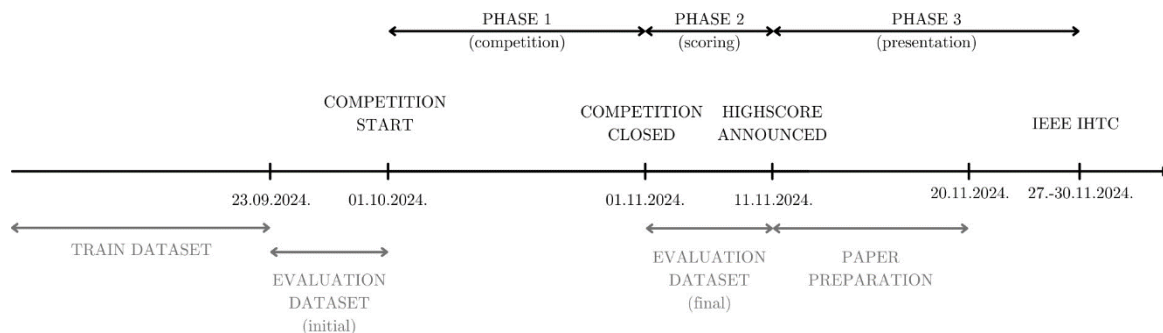 PHASE 1
(competition)
PHASE 2
(scoring)
PHASE 3
(presentation)
COMPETITION
START
COMPETITION
CLOSED
HIGHSCORE
ANNOUNCED
IEEE IHTC
23.09.2024.
01.10.2024.
01.11.2024.
11.11.2024.
20.11.2024.
27.-30.11.2024.
TRAIN DATASET
EVALUATION
DATASET
(initial)
EVALUATION
DATASET
(final)
PAPER
PREPARATION